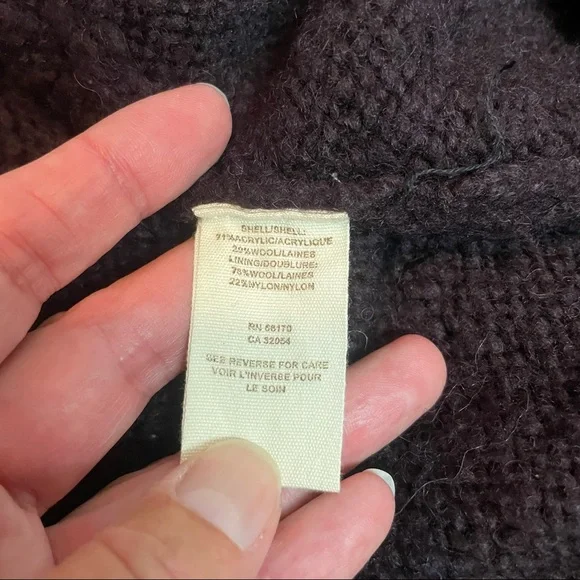 SHELL/SHELL:
71%ACRYLIC/ACRYLIQUE
29%WOOL/LAINES
LINING/DOUBLURE:
78%WOOL/LAINES
22%NYLON/NYLON
RN 66170
CA 32054
SEE REVERSE FOR CARE
VOIR L'INVERSE POUR
LE SOIN